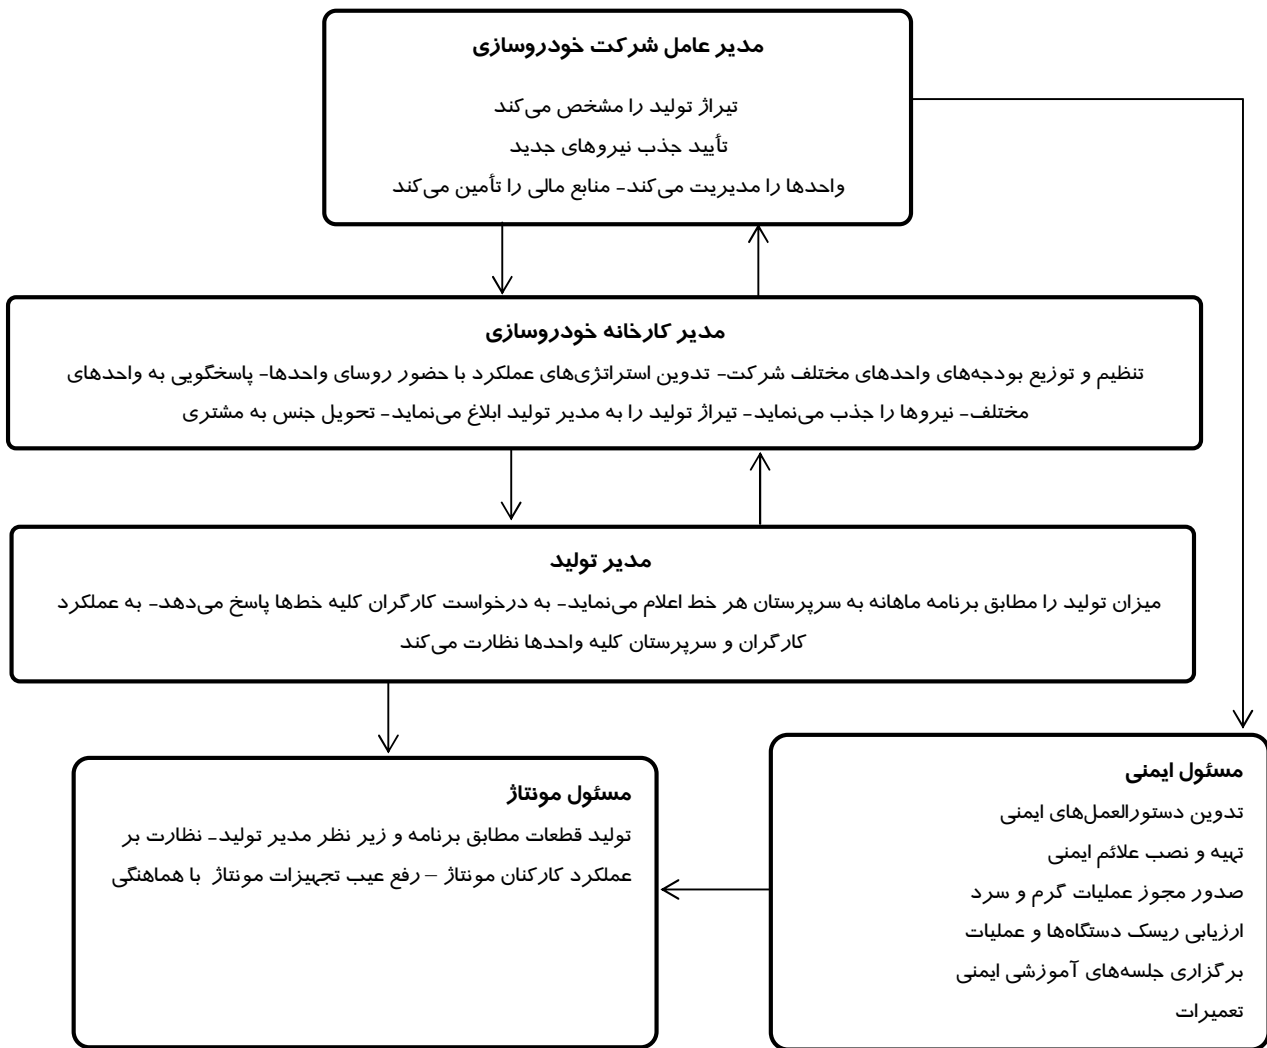 مدیر عامل شرکت خودروسازی
تیراژ تولید را مشخص می‌کند
تأیید جذب نیروهای جدید
واحدها را مدیریت می‌کند- منابع مالی را تأمین می‌کند
مدیر کارخانه خودروسازی
تنظیم و توزیع بودجه‌های واحدهای مختلف شرکت- تدوین استراتژی‌های عملکرد با حضور روسای واحدها- پاسخگویی به واحدهای
مختلف- نیروها را جذب می‌نماید- تیراژ تولید را به مدیر تولید ابلاغ می‌نماید- تحویل جنس به مشتری
مدیر تولید
میزان تولید را مطابق برنامه ماهانه به سرپرستان هر خط اعلام می‌نماید- به درخواست کارگران کلیه خط‌ها پاسخ می‌دهد- به عملکرد
کارگران و سرپرستان کلیه واحدها نظارت می‌کند
مسئول ایمنی
تدوین دستورالعمل‌های ایمنی
تهیه و نصب علائم ایمنی
صدور مجوز عملیات گرم و سرد
ارزیابی ریسک دستگاه‌ها و عملیات
برگزاری جلسه‌های آموزشی ایمنی
تعمیرات
مسئول مونتاژ
تولید قطعات مطابق برنامه و زیر نظر مدیر تولید- نظارت بر
عملکرد کارکنان مونتاژ – رفع عیب تجهیزات مونتاژ با هماهنگی